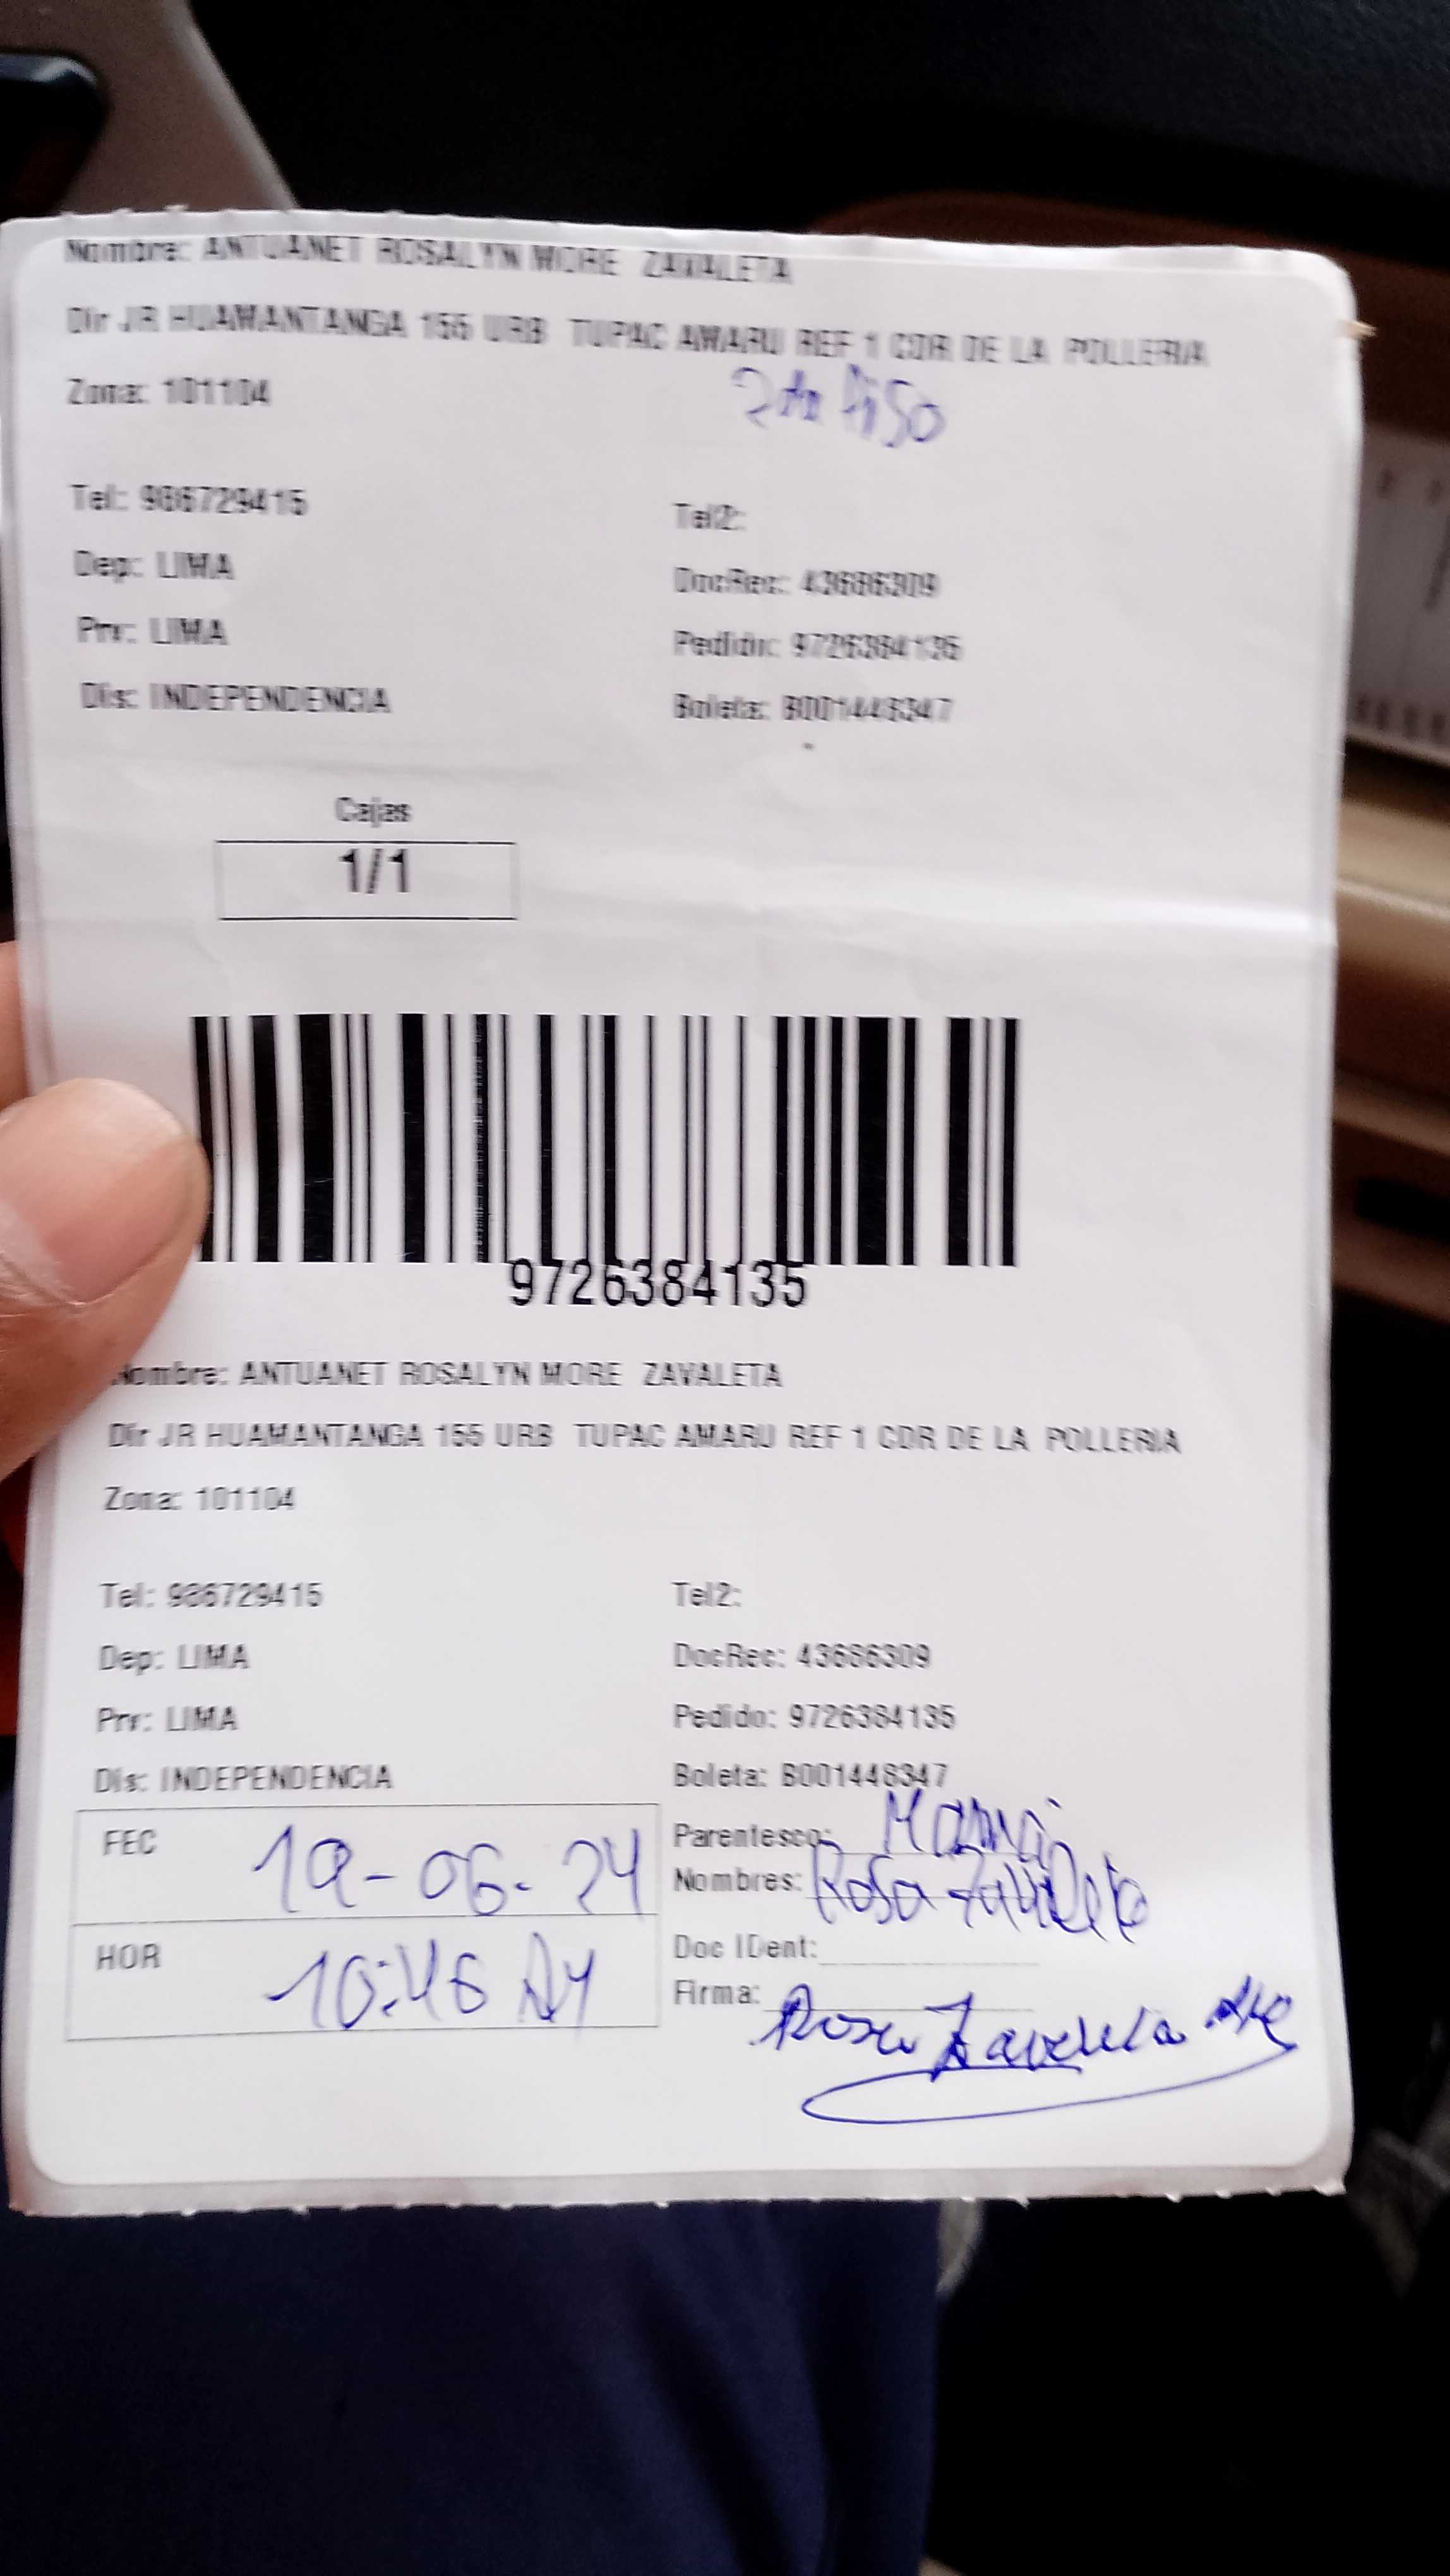 Nombre: ANTUANET ROSALYN MORE ZAVALETA
Dir JR HUAMANTANGA 155 URB TUPAC AMARU REF 1 CDR DE LA POLLERIA
Zona: 101104
2do Piso
Tel: 986729415 Tel2:
Dep: LIMA DocRec: 43686309
Prv: LIMA Pedido: 9726384135
Dis: INDEPENDENCIA Boleta: B001448347
Cajas
1/1
9726384135
Nombre: ANTUANET ROSALYN MORE ZAVALETA
Dir JR HUAMANTANGA 155 URB TUPAC AMARU REF 1 CDR DE LA POLLERIA
Zona: 101104
Tel: 986729415 Tel2:
Dep: LIMA DocRec: 43686309
Prv: LIMA Pedido: 9726384135
Dis: INDEPENDENCIA Boleta: B001448347
FEC 19-06-24 Parentesco: Mamá
Nombres: Rosa Zavaleta
HOR 10:46 AM Doc IDent:
Firma: Rosa Zavaleta